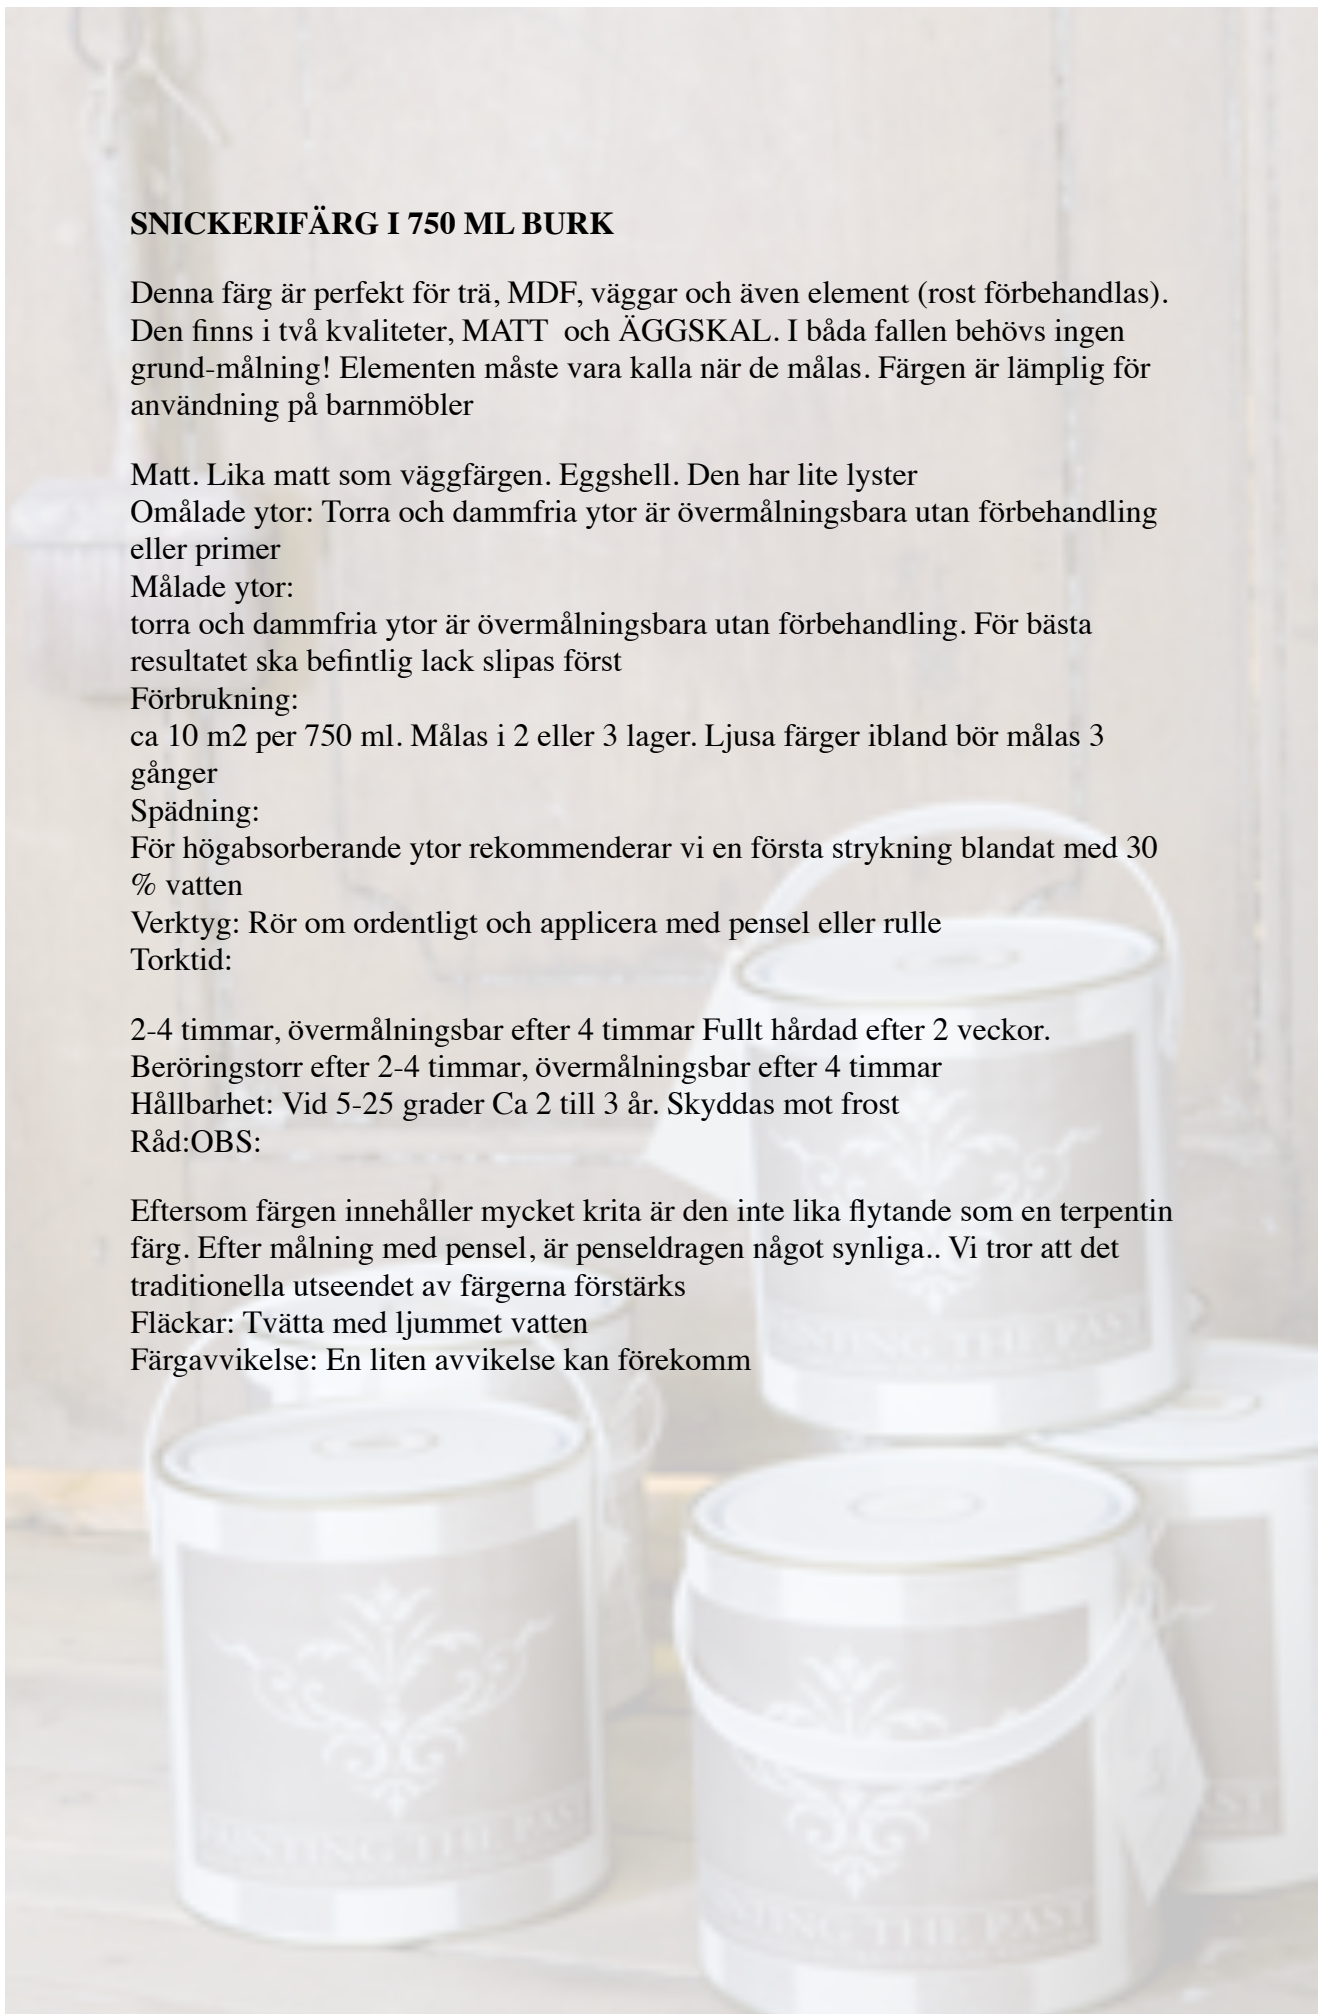 SNICKERIFÄRG I 750 ML BURK
Denna färg är perfekt för trä, MDF, väggar och även element (rost förbehandlas).
Den finns i två kvaliteter, MATT  och ÄGGSKAL. I båda fallen behövs ingen
grund-målning! Elementen måste vara kalla när de målas. Färgen är lämplig för
användning på barnmöbler
Matt. Lika matt som väggfärgen. Eggshell. Den har lite lyster
Omålade ytor: Torra och dammfria ytor är övermålningsbara utan förbehandling
eller primer
Målade ytor:
torra och dammfria ytor är övermålningsbara utan förbehandling. För bästa
resultatet ska befintlig lack slipas först
Förbrukning:
ca 10 m2 per 750 ml. Målas i 2 eller 3 lager. Ljusa färger ibland bör målas 3
gånger
Spädning:
För högabsorberande ytor rekommenderar vi en första strykning blandat med 30
% vatten
Verktyg: Rör om ordentligt och applicera med pensel eller rulle
Torktid:
2-4 timmar, övermålningsbar efter 4 timmar Fullt hårdad efter 2 veckor.
Beröringstorr efter 2-4 timmar, övermålningsbar efter 4 timmar
Hållbarhet: Vid 5-25 grader Ca 2 till 3 år. Skyddas mot frost
Råd:OBS:
Eftersom färgen innehåller mycket krita är den inte lika flytande som en terpentin
färg. Efter målning med pensel, är penseldragen något synliga.. Vi tror att det
traditionella utseendet av färgerna förstärks
Fläckar: Tvätta med ljummet vatten
Färgavvikelse: En liten avvikelse kan förekomm
THE PAST
THE PAS
THE PAST